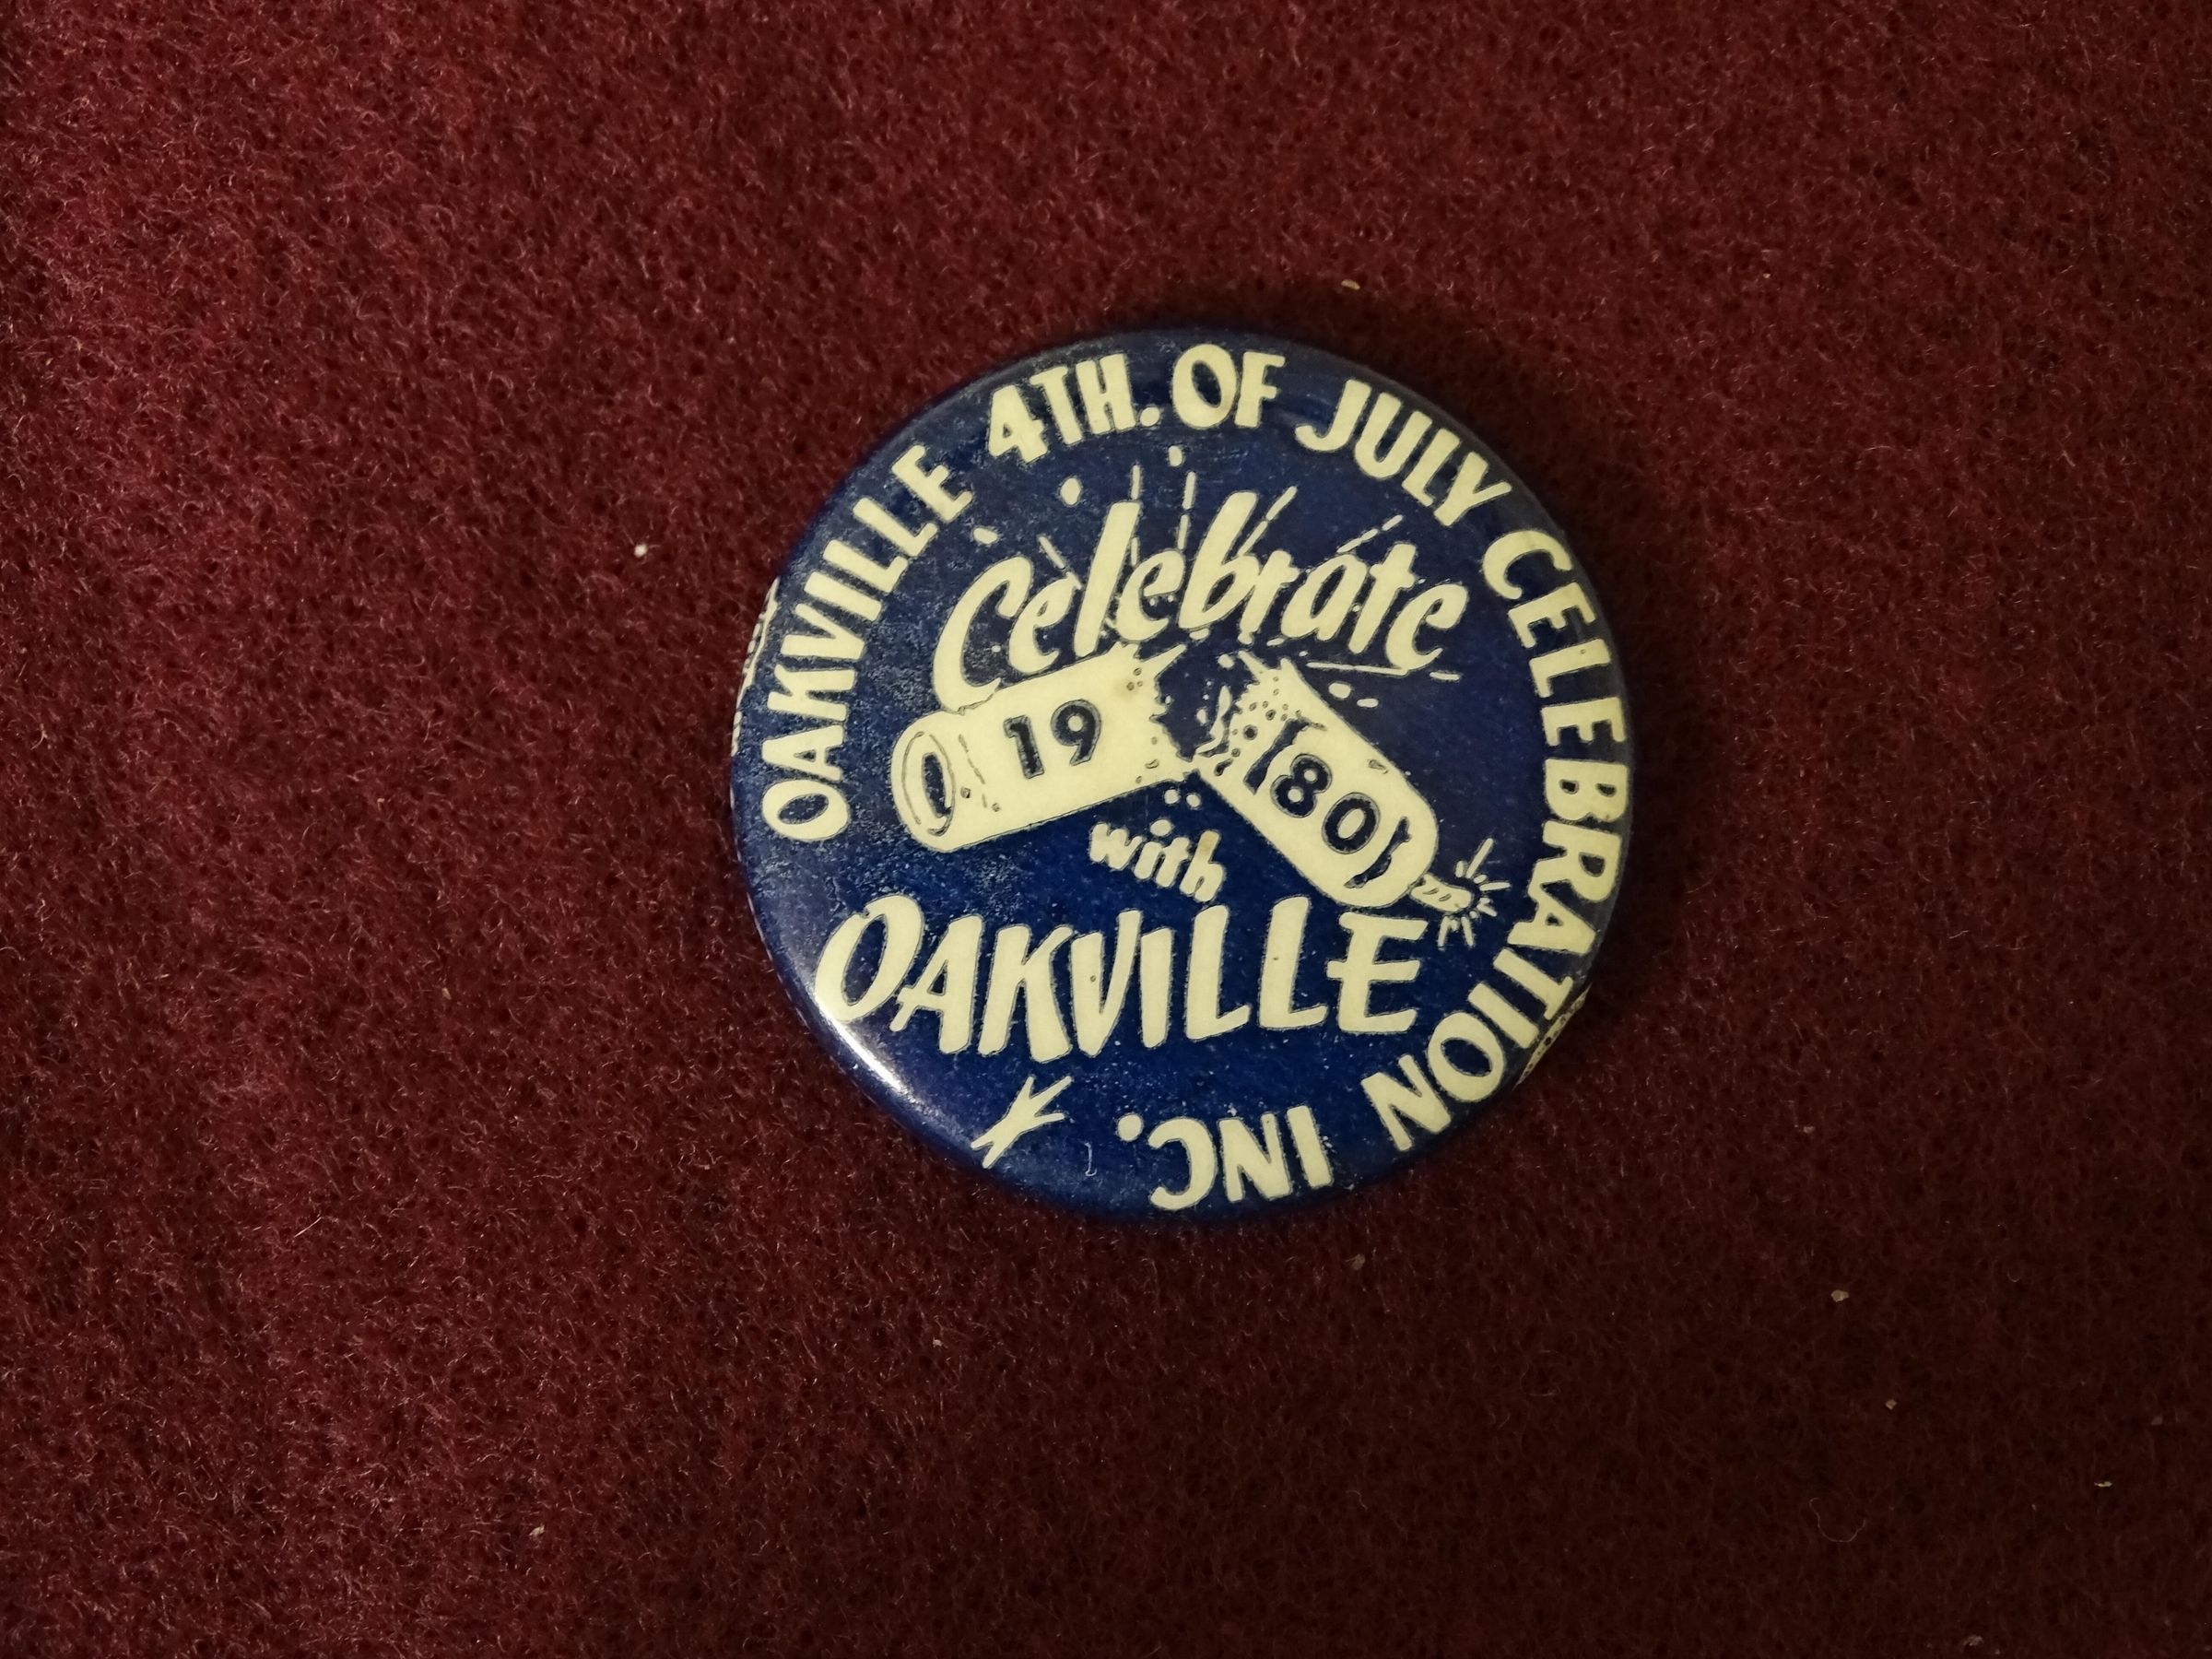 OAKVILLE 4TH. OF JULY CELEBRATION INC.
Celebrate
19 80
with
OAKVILLE